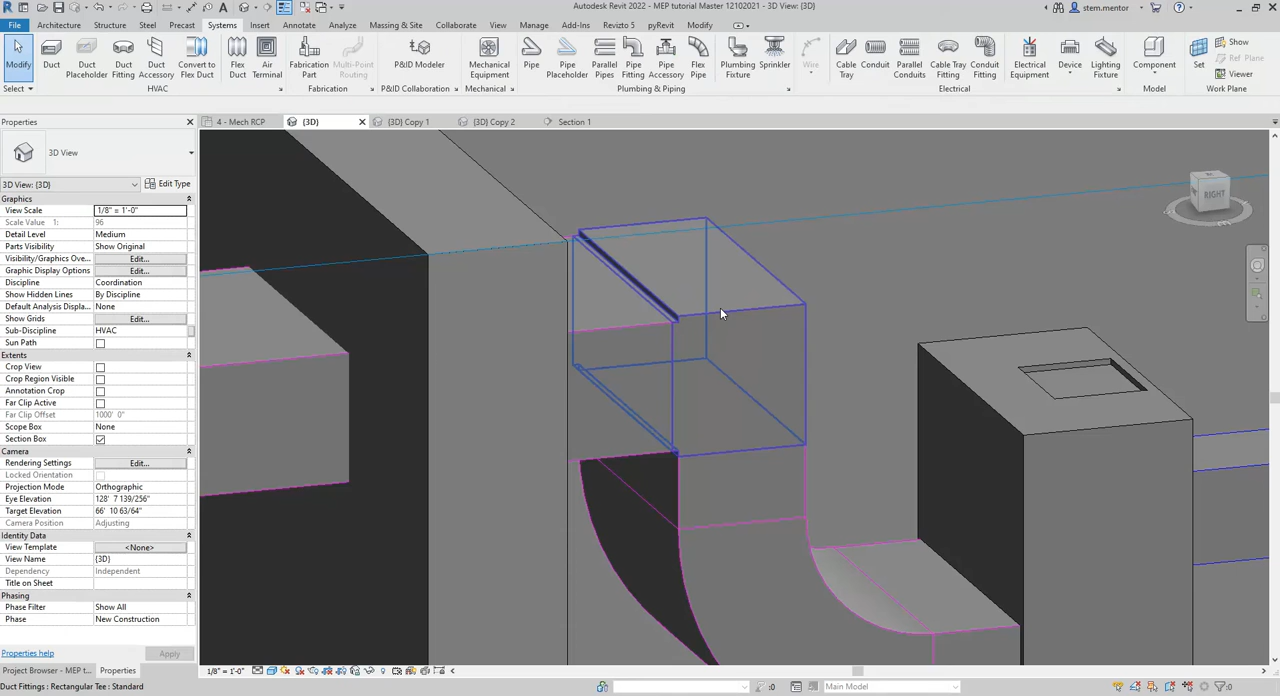 Autodesk Revit 2022 - MEP tutorial Master 12102021 - 3D View: {3D}
stem.mentor
File Architecture Structure Steel Precast Systems Insert Annotate Analyze Massing & Site Collaborate View Manage Add-Ins Revizto 5 pyRevit Modify
Modify
Duct
Duct Placeholder
Duct Fitting
Duct Accessory
Convert to Flex Duct
Flex Duct
Air Terminal
Fabrication Part
Multi-Point Routing
P&ID Modeler
Mechanical Equipment
Pipe
Pipe Placeholder
Parallel Pipes
Pipe Fitting
Pipe Accessory
Flex Pipe
Plumbing Fixture
Sprinkler
Wire
Cable Tray
Conduit
Parallel Conduits
Cable Tray Fitting
Conduit Fitting
Electrical Equipment
Device
Lighting Fixture
Component
Set
Show
Ref Plane
Viewer
Select HVAC Fabrication P&ID Collaboration Mechanical Plumbing & Piping Electrical Model Work Plane
Properties
4 - Mech RCP {3D} {3D} Copy 1 {3D} Copy 2 Section 1
3D View
3D View: {3D} Edit Type
Graphics
View Scale 1/8" = 1'-0"
Scale Value 1: 96
Detail Level Medium
Parts Visibility Show Original
Visibility/Graphics Ove... Edit...
Graphic Display Options Edit...
Discipline Coordination
Show Hidden Lines By Discipline
Default Analysis Displa... None
Show Grids Edit...
Sub-Discipline HVAC
Sun Path
Extents
Crop View
Crop Region Visible
Annotation Crop
Far Clip Active
Far Clip Offset 1000' 0"
Scope Box None
Section Box
Camera
Rendering Settings Edit...
Locked Orientation
Projection Mode Orthographic
Eye Elevation 128' 7 139/256"
Target Elevation 66' 10 63/64"
Camera Position Adjusting
Identity Data
View Template <None>
View Name {3D}
Dependency Independent
Title on Sheet
Phasing
Phase Filter Show All
Phase New Construction
Properties help Apply
Project Browser - MEP t... Properties
1/8" = 1'-0"
Duct Fittings : Rectangular Tee : Standard
:0 Main Model :0
RIGHT